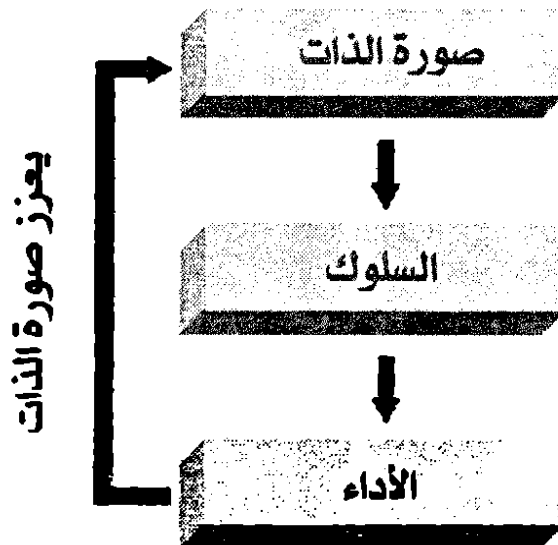 صورة الذات
السلوك
الأداء
يعزز صورة الذات